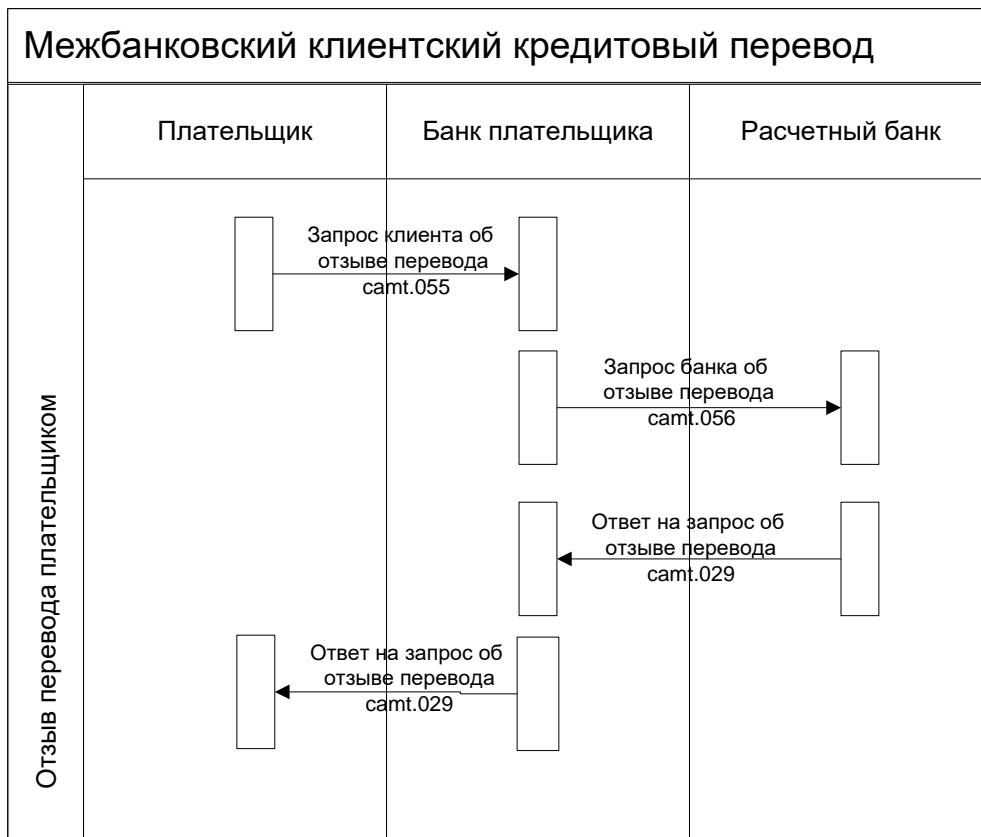 Межбанковский клиентский кредитовый перевод
Плательщик
Банк плательщика
Расчетный банк
Отзыв перевода плательщиком
Запрос клиента об
отзыве перевода
camt.055
Запрос банка об
отзыве перевода
camt.056
Ответ на запрос об
отзыве перевода
camt.029
Ответ на запрос об
отзыве перевода
camt.029